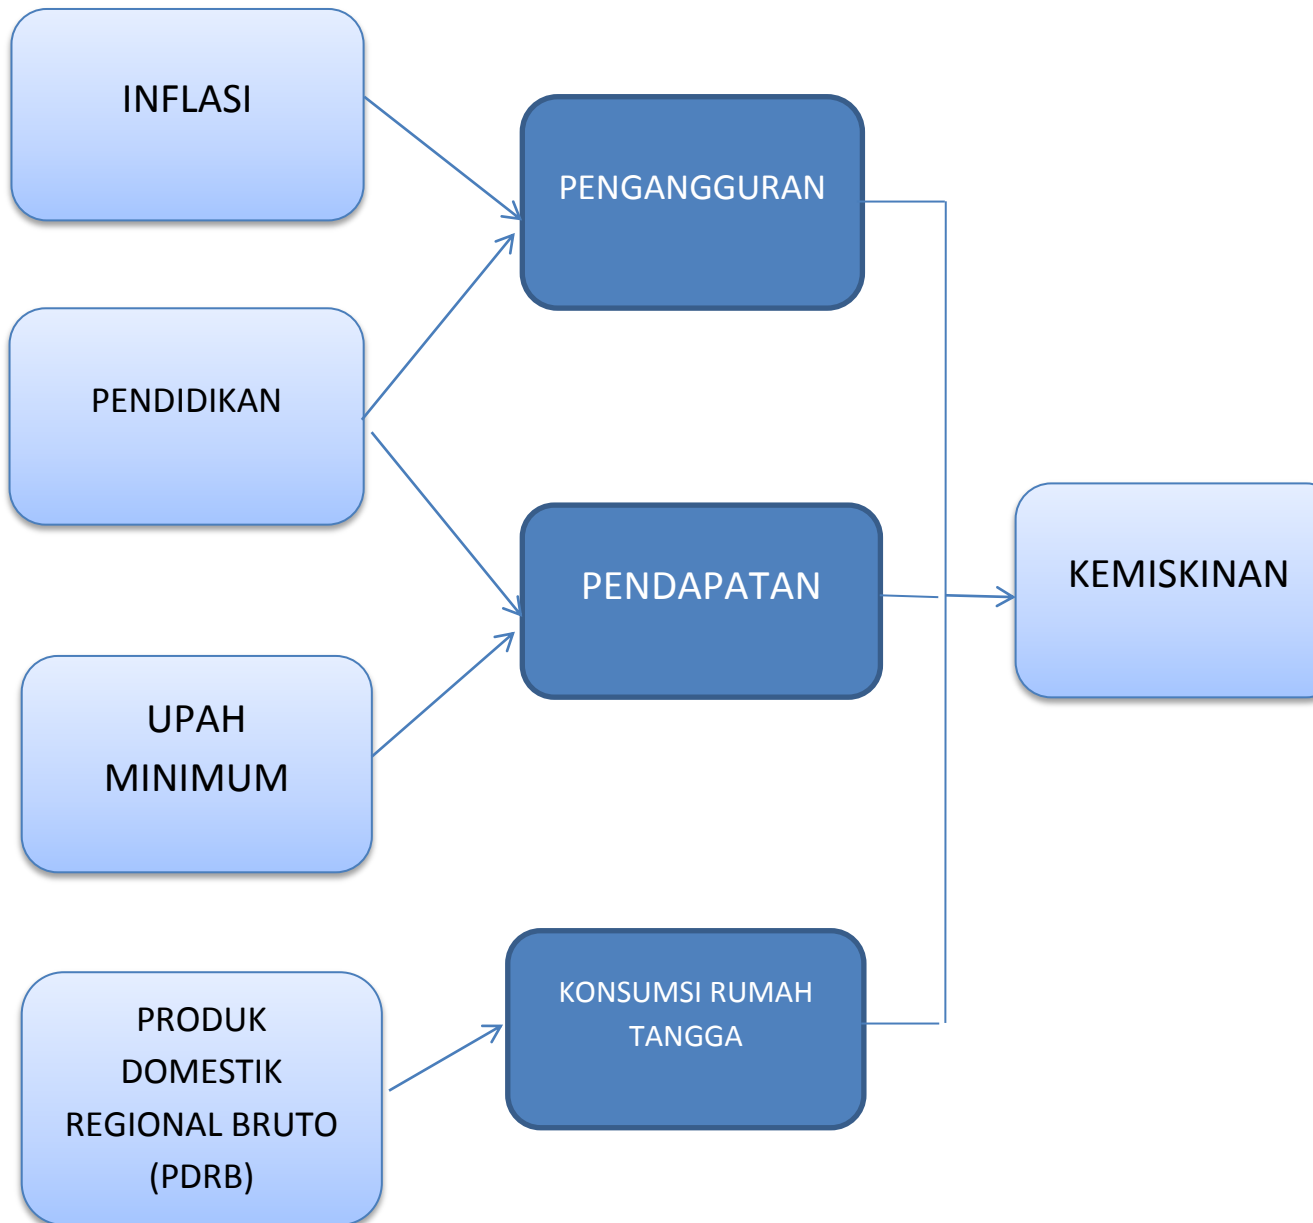 INFLASI
PENGANGGURAN
PENDIDIKAN
PENDAPATAN
KEMISKINAN
UPAH
MINIMUM
KONSUMSI RUMAH
TANGGA
PRODUK
DOMESTIK
REGIONAL BRUTO
(PDRB)